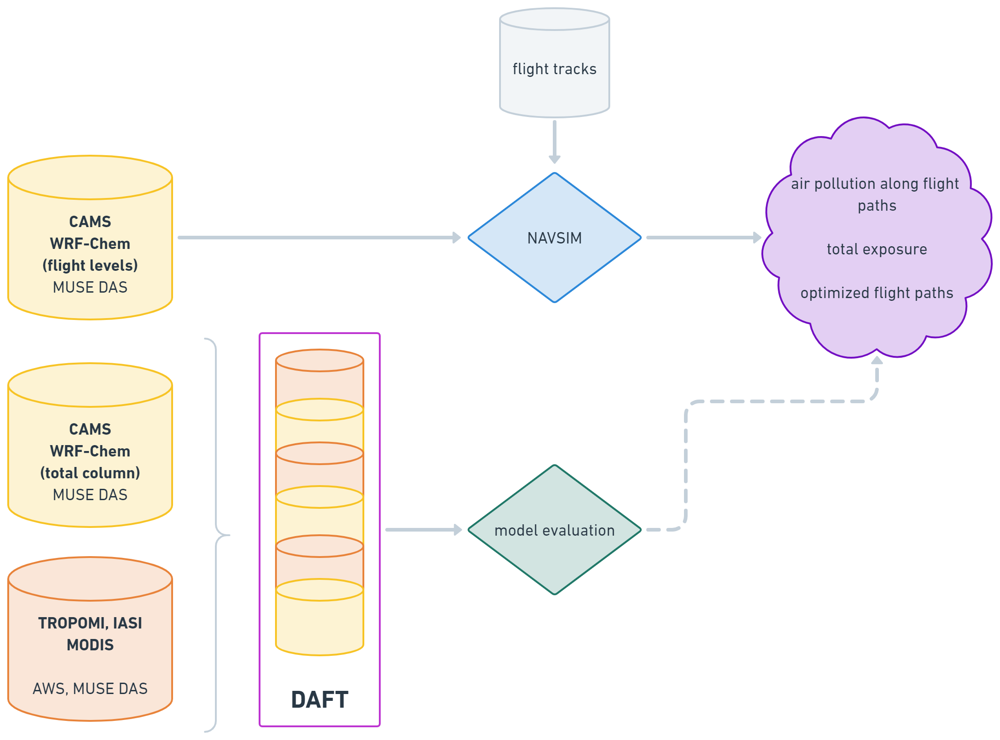 flight tracks
CAMS
WRF-Chem
(flight levels)
MUSE DAS
NAVSIM
air pollution along flight
paths
total exposure
optimized flight paths
CAMS
WRF-Chem
(total column)
MUSE DAS
model evaluation
TROPOMI, IASI
MODIS
AWS, MUSE DAS
DAFT